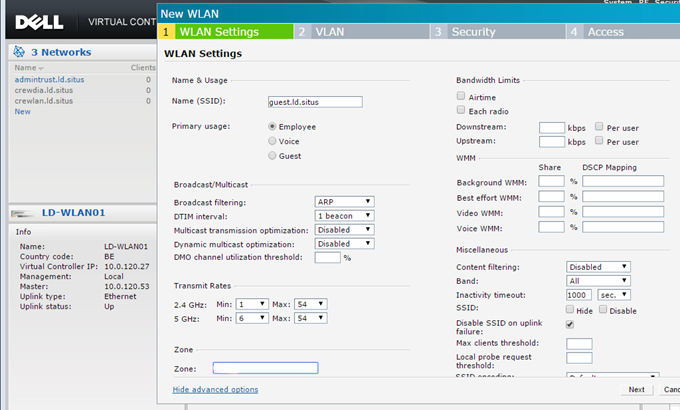 System RF Security
DELL
VIRTUAL CONT
New WLAN
1 WLAN Settings
2 VLAN
3 Security
4 Access
3 Networks
Name Clients
admintrust.ld.situs 0
crewdia.ld.situs 0
crewlan.ld.situs 0
New
LD-WLAN01
Info
Name: LD-WLAN01
Country code: BE
Virtual Controller IP: 10.0.120.27
Management: Local
Master: 10.0.120.53
Uplink type: Ethernet
Uplink status: Up
WLAN Settings
Name & Usage
Name (SSID): guest.ld.situs
Primary usage: Employee
Voice
Guest
Broadcast/Multicast
Broadcast filtering: ARP
DTIM interval: 1 beacon
Multicast transmission optimization: Disabled
Dynamic multicast optimization: Disabled
DMO channel utilization threshold: %
Transmit Rates
2.4 GHz: Min: 1 Max: 54
5 GHz: Min: 6 Max: 54
Zone
Zone:
Hide advanced options
Bandwidth Limits
Airtime
Each radio
Downstream: kbps Per user
Upstream: kbps Per user
WMM
Share DSCP Mapping
Background WMM: %
Best effort WMM: %
Video WMM: %
Voice WMM: %
Miscellaneous
Content filtering: Disabled
Band: All
Inactivity timeout: 1000 sec.
SSID: Hide Disable
Disable SSID on uplink
failure:
Max clients threshold:
Local probe request
threshold:
SSID encoding: Default
Next Canc